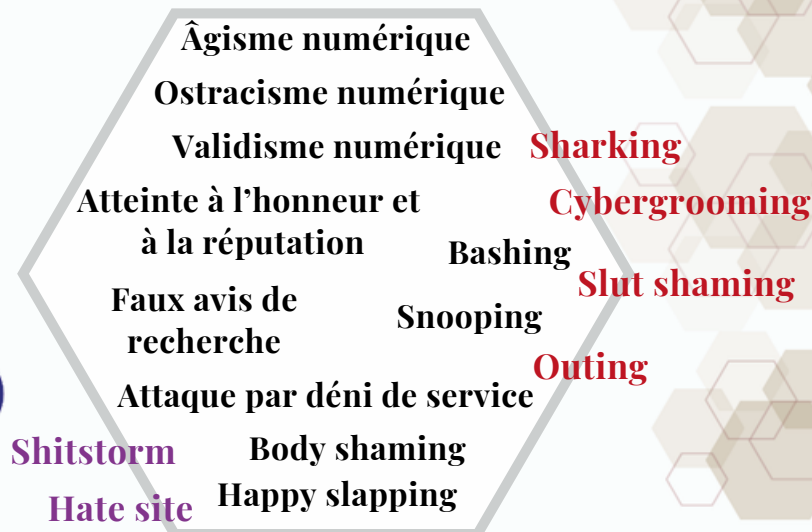 Âgisme numérique
Ostracisme numérique
Validisme numérique
Sharking
Atteinte à l’honneur et
à la réputation
Cybergrooming
Bashing
Slut shaming
Faux avis de
recherche
Snooping
Outing
Attaque par déni de service
Shitstorm
Body shaming
Hate site
Happy slapping